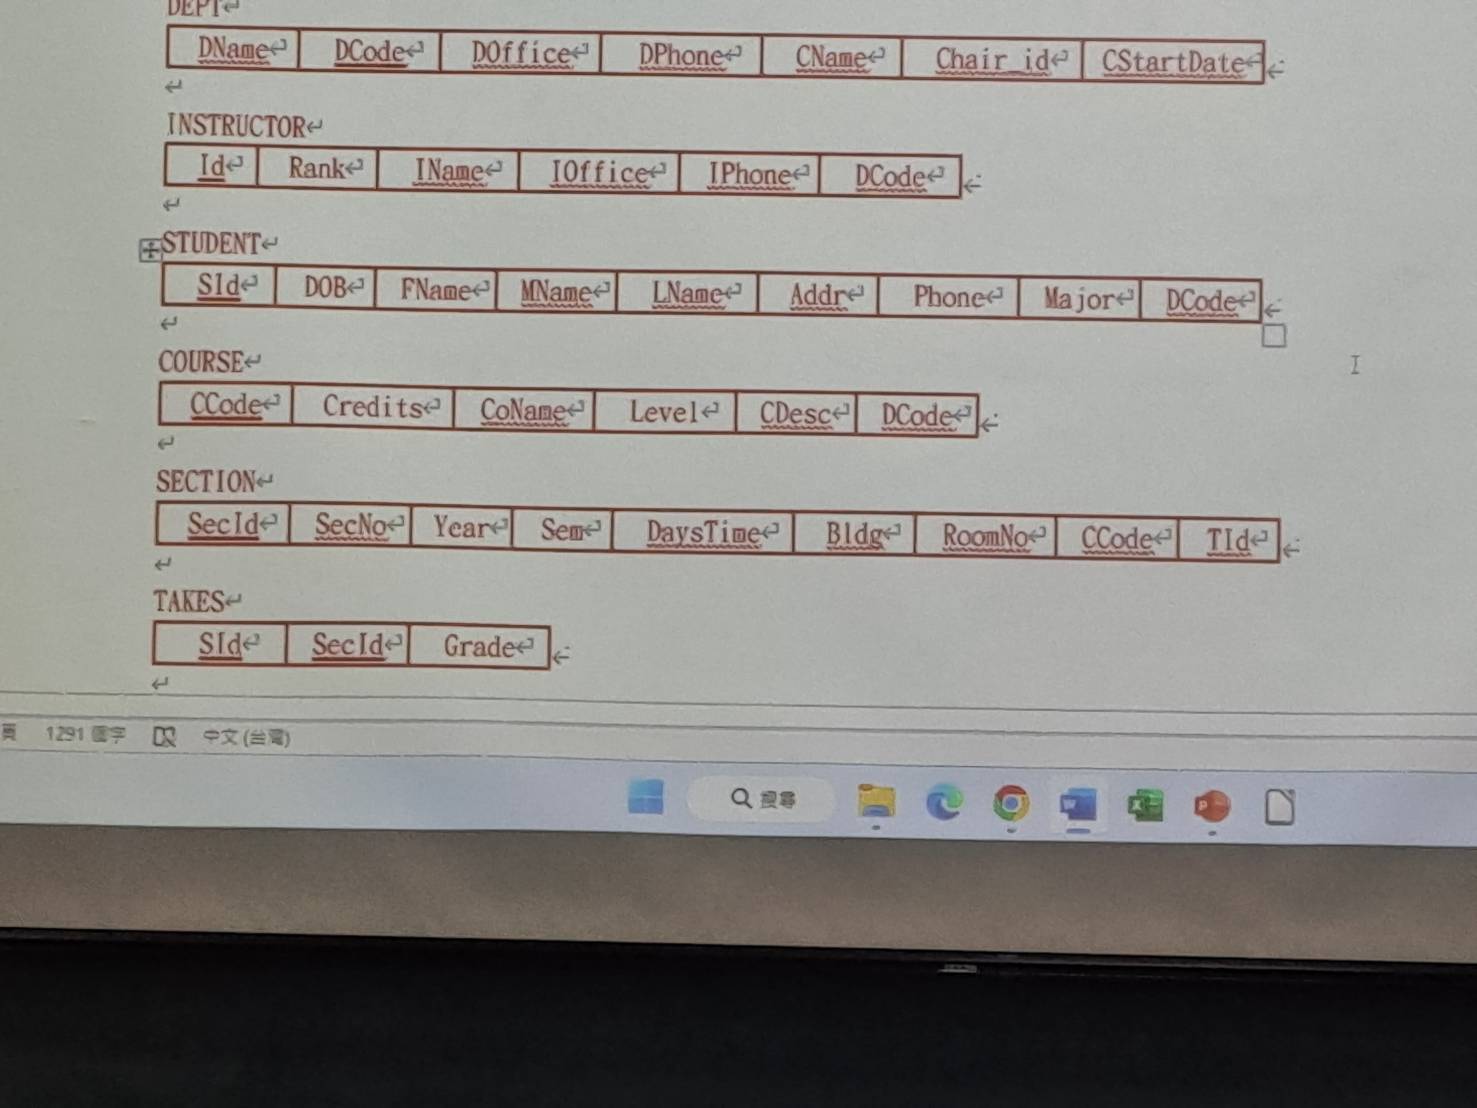 DEPT
DName DCode DOffice DPhone CName Chair_id CStartDate
INSTRUCTOR
Id Rank IName IOffice IPhone DCode
STUDENT
SId DOB FName MName LName Addr Phone Major DCode
COURSE
CCode Credits CoName Level CDesc DCode
SECTION
SecId SecNo Year Sem DaysTime Bldg RoomNo CCode TId
TAKES
SId SecId Grade
頁 1291 個字 中文 (台灣)
搜尋